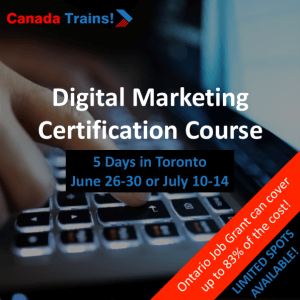 Canada Trains!
Digital Marketing
Certification Course
5 Days in Toronto
June 26-30 or July 10-14
Ontario Job Grant can cover
up to 83% of the cost!
LIMITED SPOTS
AVAILABLE!